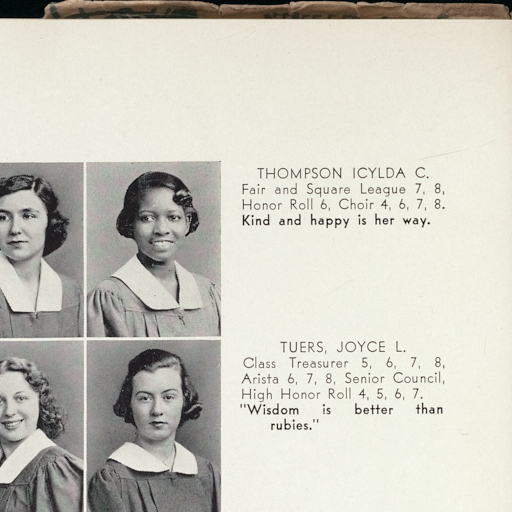 THOMPSON ICYLDA C.
Fair and Square League 7, 8,
Honor Roll 6, Choir 4, 6, 7, 8.
Kind and happy is her way.
TUERS, JOYCE L.
Class Treasurer 5, 6, 7, 8,
Arista 6, 7, 8, Senior Council,
High Honor Roll 4, 5, 6, 7.
"Wisdom is better than
rubies."